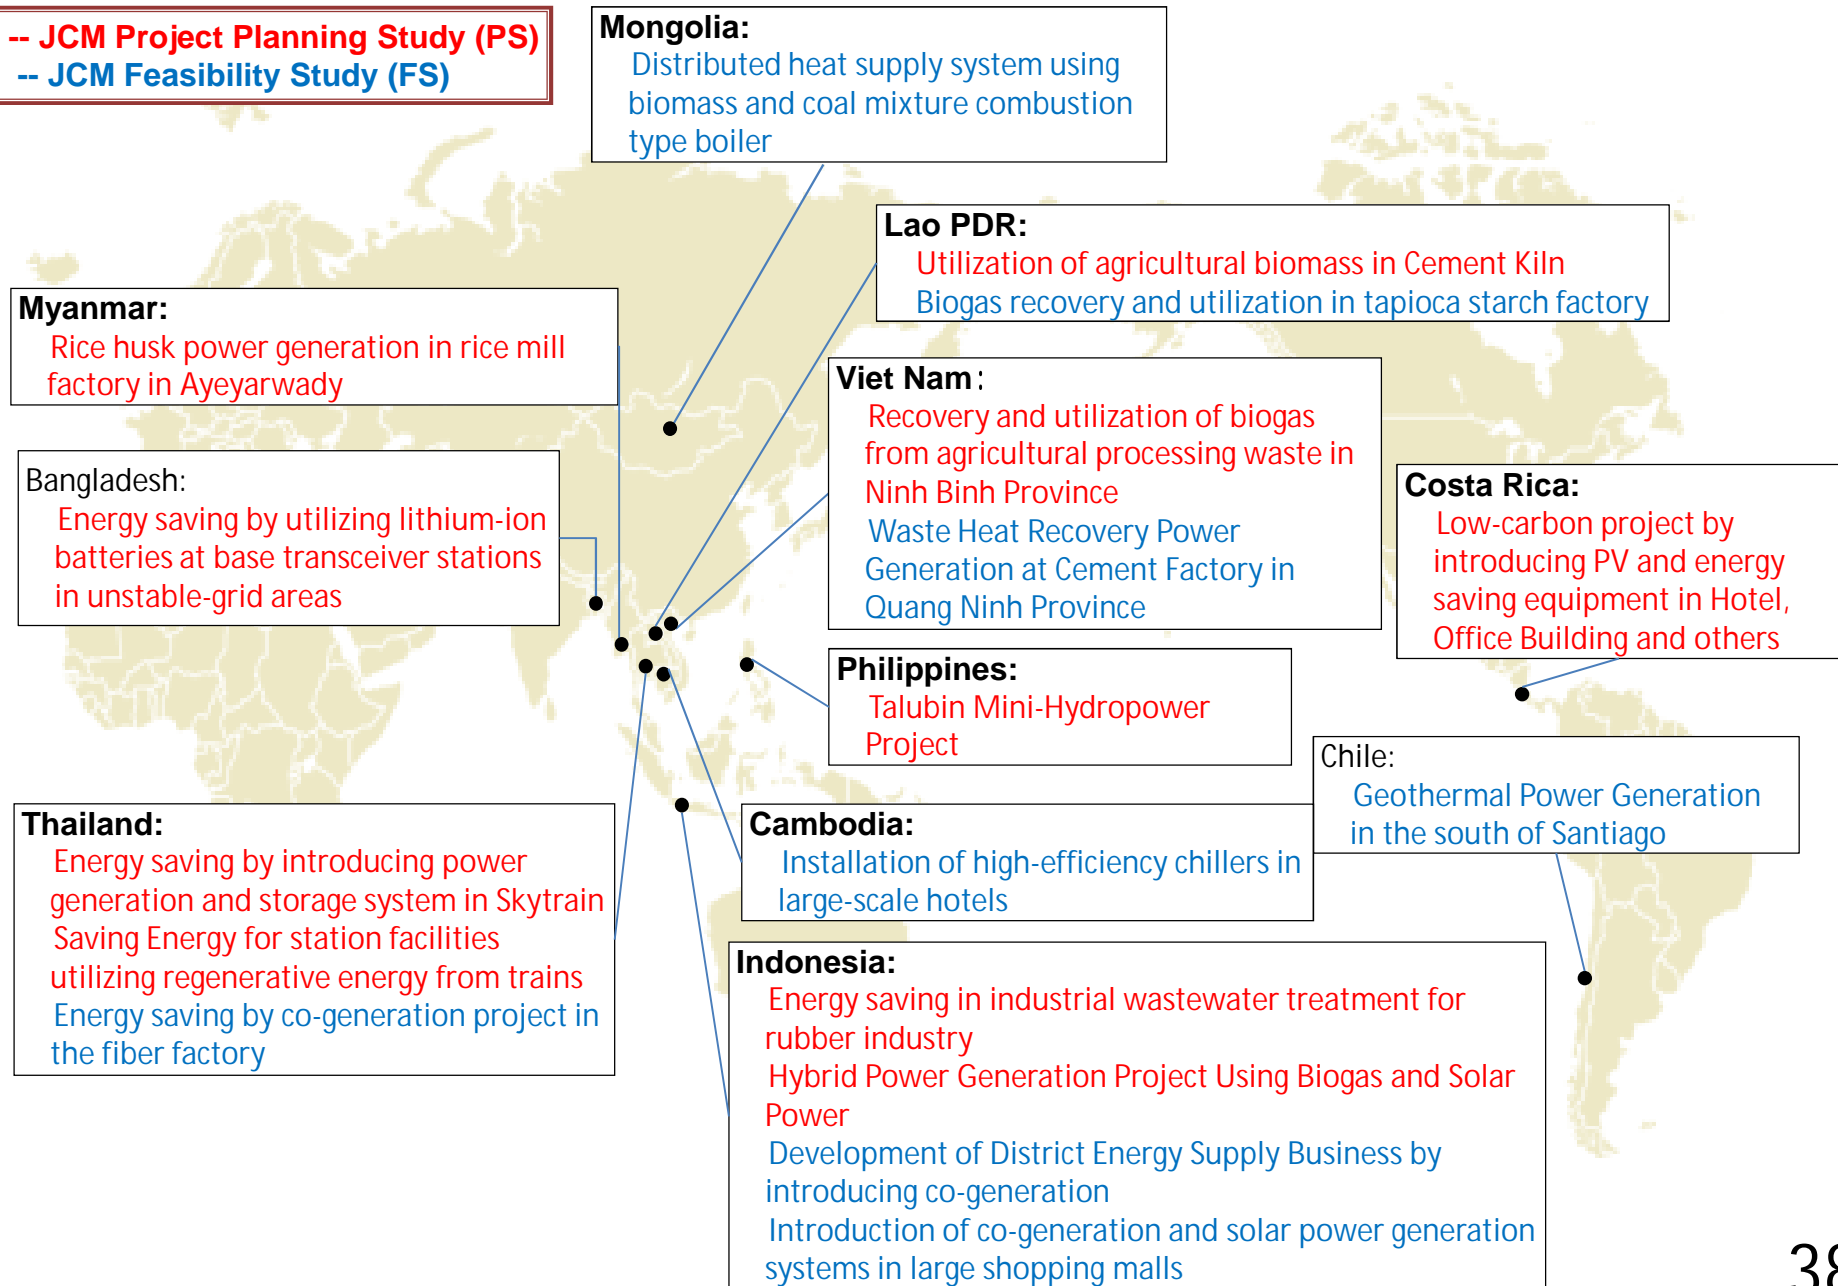 -- JCM Project Planning Study (PS)
-- JCM Feasibility Study (FS)
Mongolia:
Distributed heat supply system using
biomass and coal mixture combustion
type boiler
Lao PDR:
Utilization of agricultural biomass in Cement Kiln
Biogas recovery and utilization in tapioca starch factory
Myanmar:
Rice husk power generation in rice mill
factory in Ayeyarwady
Viet Nam:
Recovery and utilization of biogas
from agricultural processing waste in
Ninh Binh Province
Waste Heat Recovery Power
Generation at Cement Factory in
Quang Ninh Province
Bangladesh:
Energy saving by utilizing lithium-ion
batteries at base transceiver stations
in unstable-grid areas
Costa Rica:
Low-carbon project by
introducing PV and energy
saving equipment in Hotel,
Office Building and others
Philippines:
Talubin Mini-Hydropower
Project
Chile:
Geothermal Power Generation
in the south of Santiago
Thailand:
Energy saving by introducing power
generation and storage system in Skytrain
Saving Energy for station facilities
utilizing regenerative energy from trains
Energy saving by co-generation project in
the fiber factory
Cambodia:
Installation of high-efficiency chillers in
large-scale hotels
Indonesia:
Energy saving in industrial wastewater treatment for
rubber industry
Hybrid Power Generation Project Using Biogas and Solar
Power
Development of District Energy Supply Business by
introducing co-generation
Introduction of co-generation and solar power generation
systems in large shopping malls
38